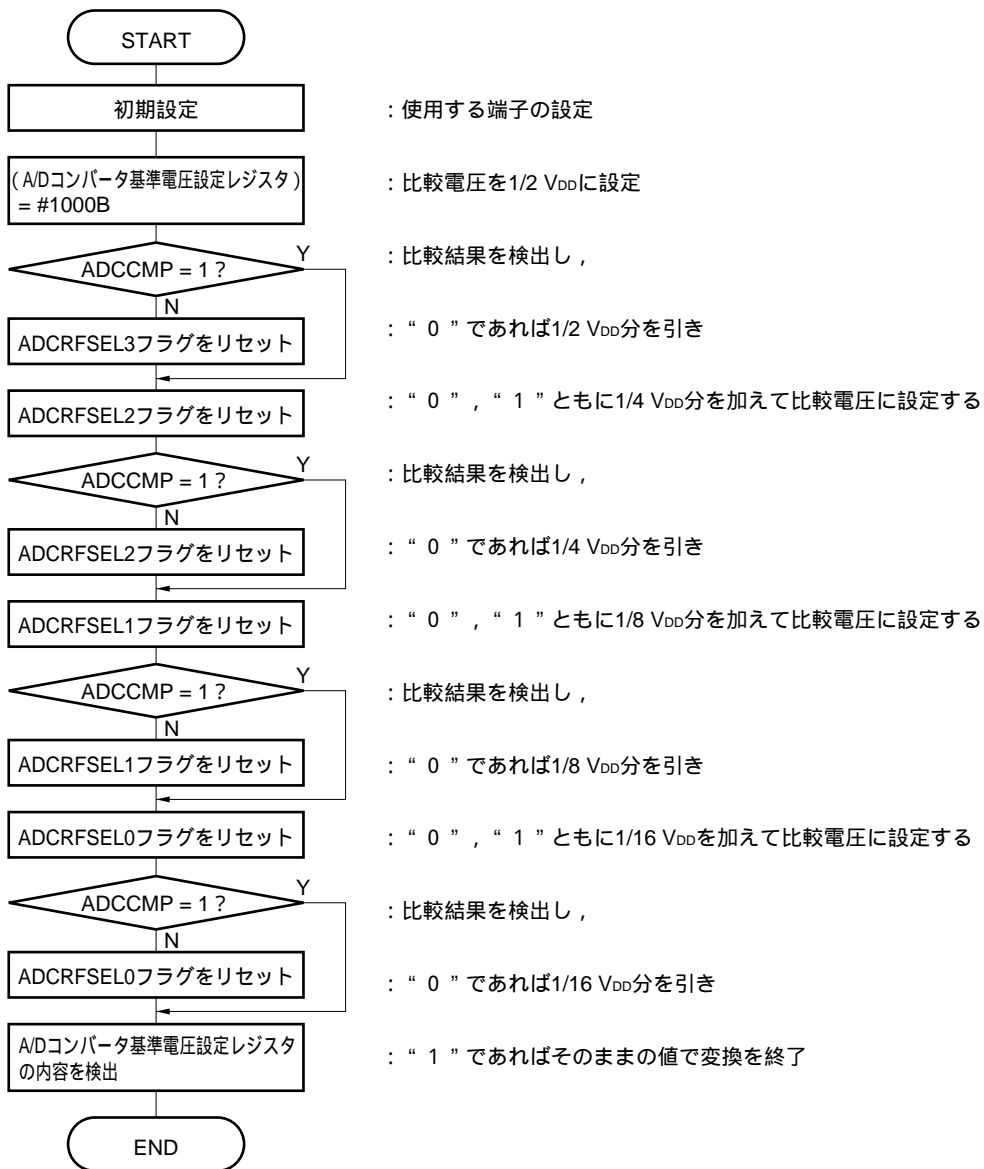 START
初期設定
：使用する端子の設定
（A/Dコンバータ基準電圧設定レジスタ）
= #1000B
：比較電圧を1/2 VDDに設定
ADCCMP = 1？
Y
：比較結果を検出し，
N
ADCRFSEL3フラグをリセット
：“０”であれば1/2 VDD分を引き
ADCRFSEL2フラグをリセット
：“０”，“１”ともに1/4 VDD分を加えて比較電圧に設定する
ADCCMP = 1？
Y
：比較結果を検出し，
N
ADCRFSEL2フラグをリセット
：“０”であれば1/4 VDD分を引き
ADCRFSEL1フラグをリセット
：“０”，“１”ともに1/8 VDD分を加えて比較電圧に設定する
ADCCMP = 1？
Y
：比較結果を検出し，
N
ADCRFSEL1フラグをリセット
：“０”であれば1/8 VDD分を引き
ADCRFSEL0フラグをリセット
：“０”，“１”ともに1/16 VDDを加えて比較電圧に設定する
ADCCMP = 1？
Y
：比較結果を検出し，
N
ADCRFSEL0フラグをリセット
：“０”であれば1/16 VDD分を引き
A/Dコンバータ基準電圧設定レジスタ
の内容を検出
：“１”であればそのままの値で変換を終了
END